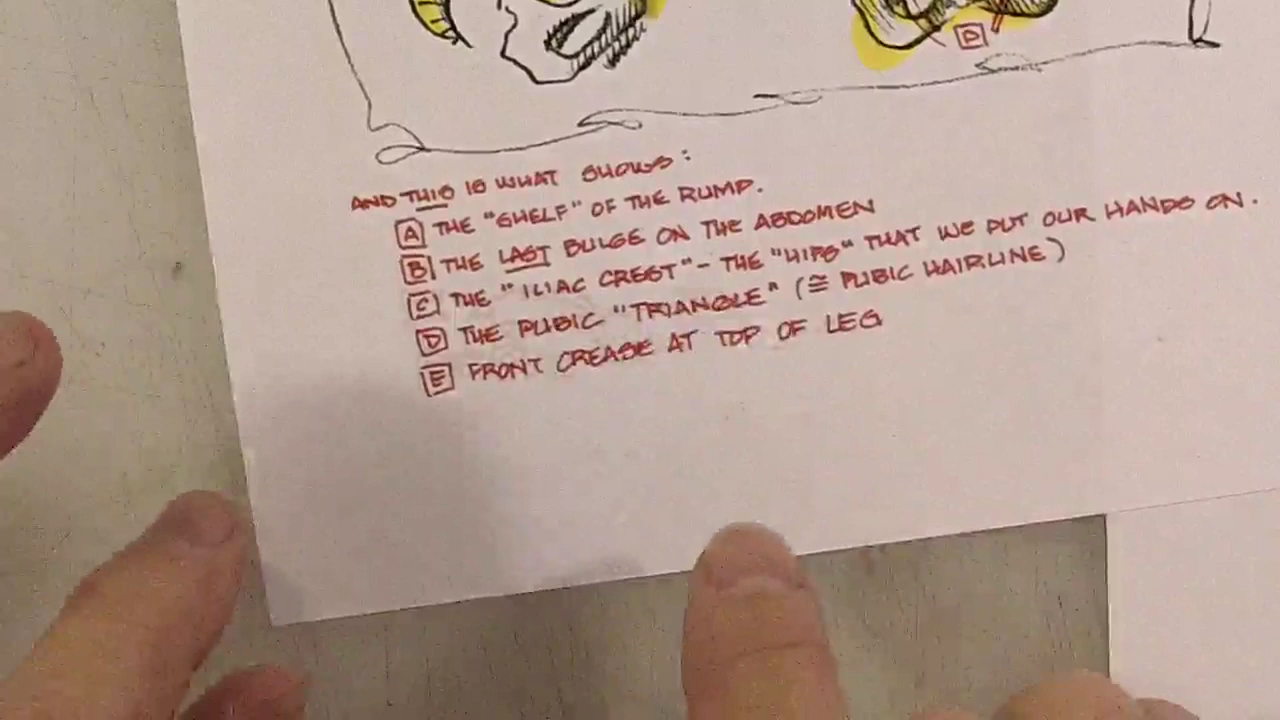 D
AND THIS IS WHAT SHOWS:
A THE "SHELF" OF THE RUMP.
B THE LAST BULGE ON THE ABDOMEN
C THE "ILIAC CREST" - THE "HIPS" THAT WE PUT OUR HANDS ON.
D THE PUBIC "TRIANGLE" (≅ PUBIC HAIRLINE)
E FRONT CREASE AT TOP OF LEG